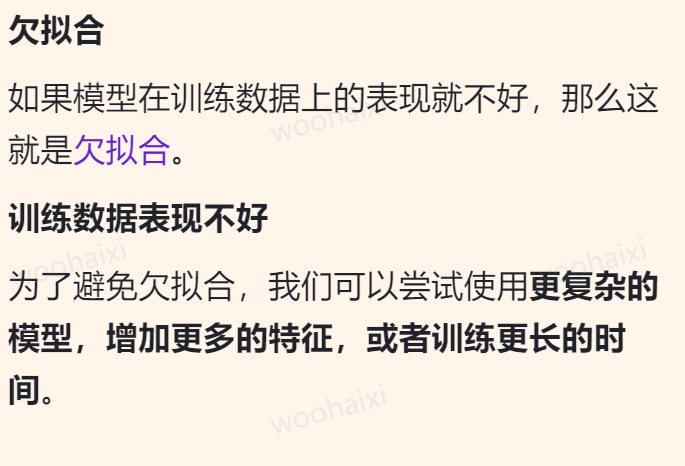 欠拟合
如果模型在训练数据上的表现就不好，那么这
就是欠拟合。
训练数据表现不好
为了避免欠拟合，我们可以尝试使用更复杂的
模型，增加更多的特征，或者训练更长的时
间。
woohaixi
woohaixi
woohaixi
woohaixi